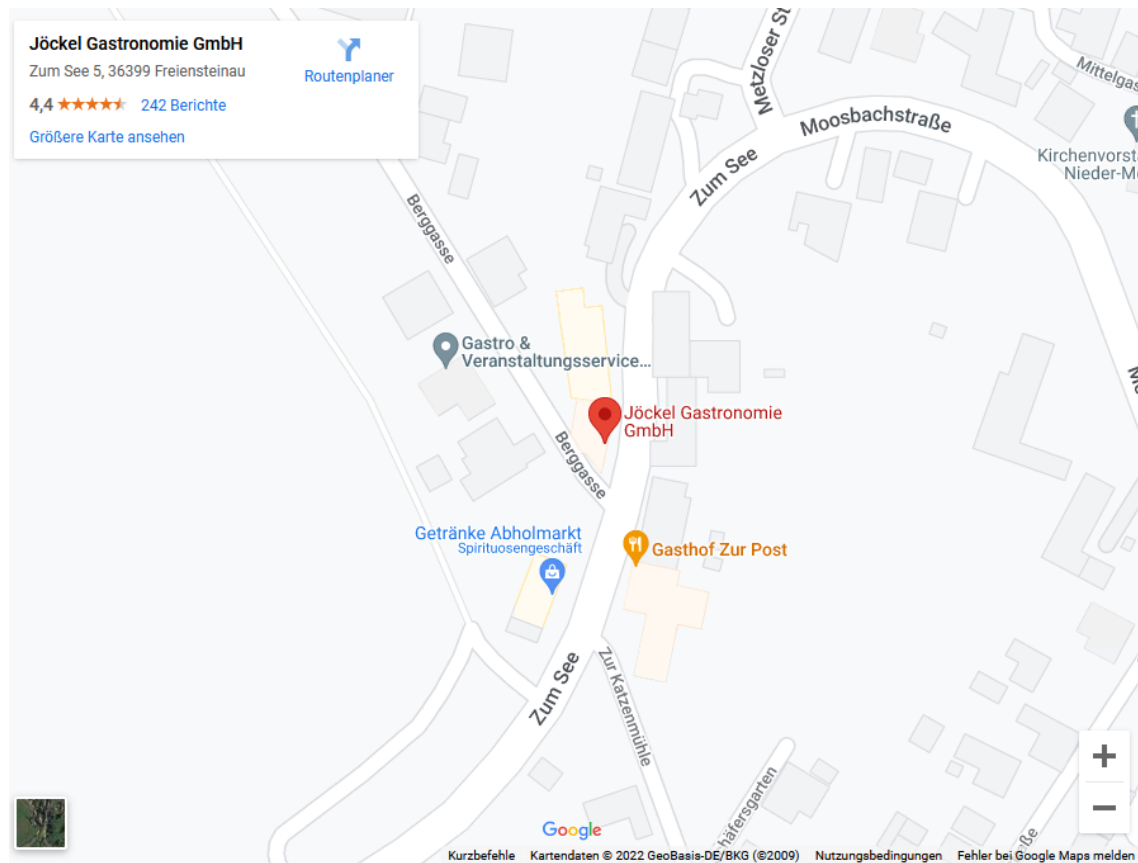 Jöckel Gastronomie GmbH
Zum See 5, 36399 Freiensteinau
Routenplaner
4,4
242 Berichte
Größere Karte ansehen
Metzloser St
Mittelgas
Moosbachstraße
Kirchenvorst
Nieder-M
Zum See
Berggasse
Gastro &
Veranstaltungsservice...
Jöckel Gastronomie
GmbH
Berggasse
Getränke Abholmarkt
Spirituosengeschäft
Gasthof Zur Post
Zum See
Zur Katzenmühle
häfersgarten
Google
Kurzbefehle
Kartendaten © 2022 GeoBasis-DE/BKG (©2009)
Nutzungsbedingungen
Fehler bei Google Maps melden